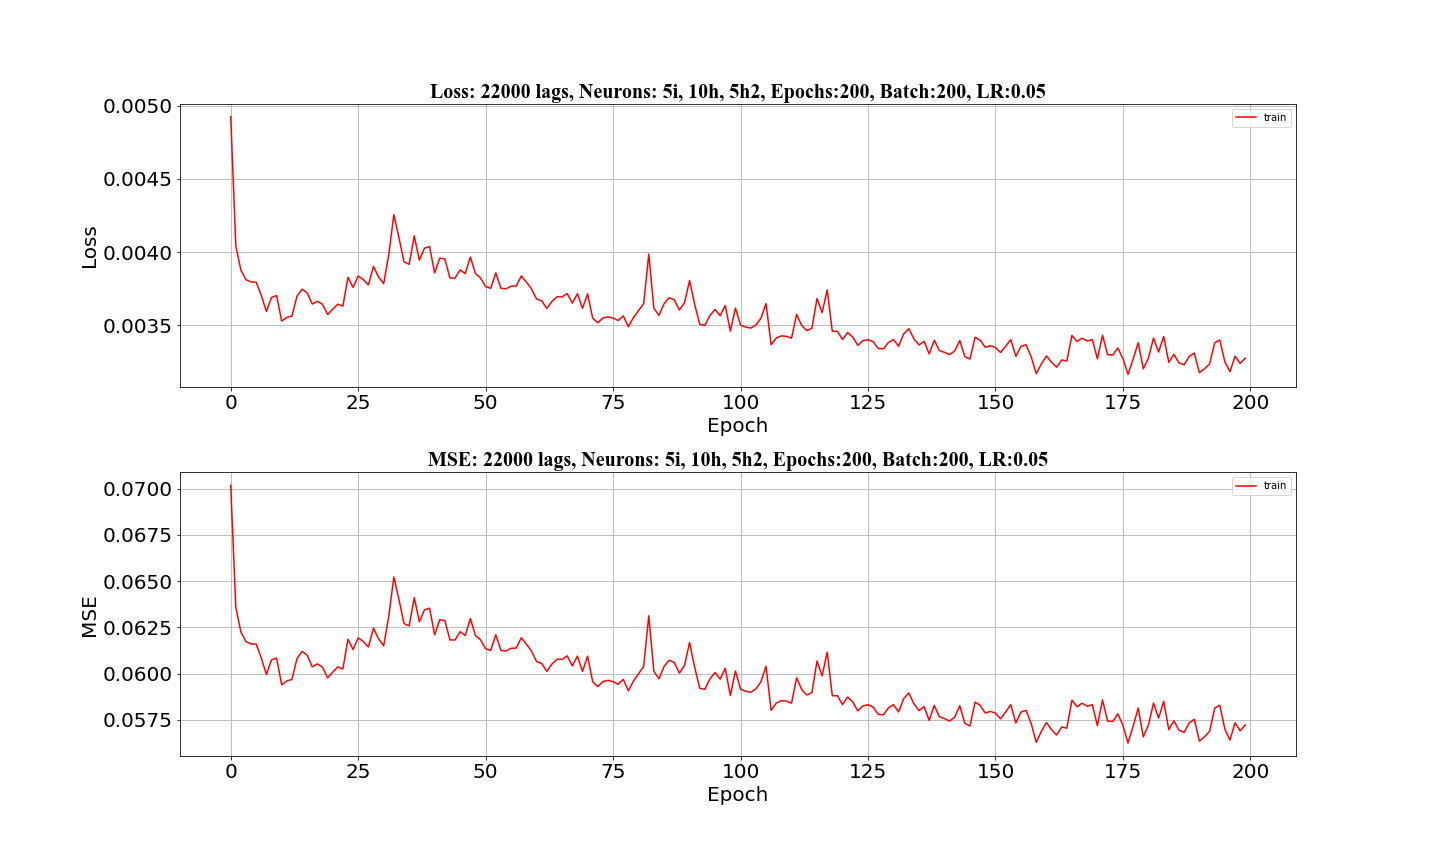 Loss: 22000 lags, Neurons: 5i, 10h, 5h2, Epochs:200, Batch:200, LR:0.05
0.0050
train
0.0045
0.0040
0.0035
Loss
0 25 50 75 100 125 150 175 200
Epoch
MSE: 22000 lags, Neurons: 5i, 10h, 5h2, Epochs:200, Batch:200, LR:0.05
0.0700
train
0.0675
0.0650
0.0625
0.0600
0.0575
MSE
0 25 50 75 100 125 150 175 200
Epoch